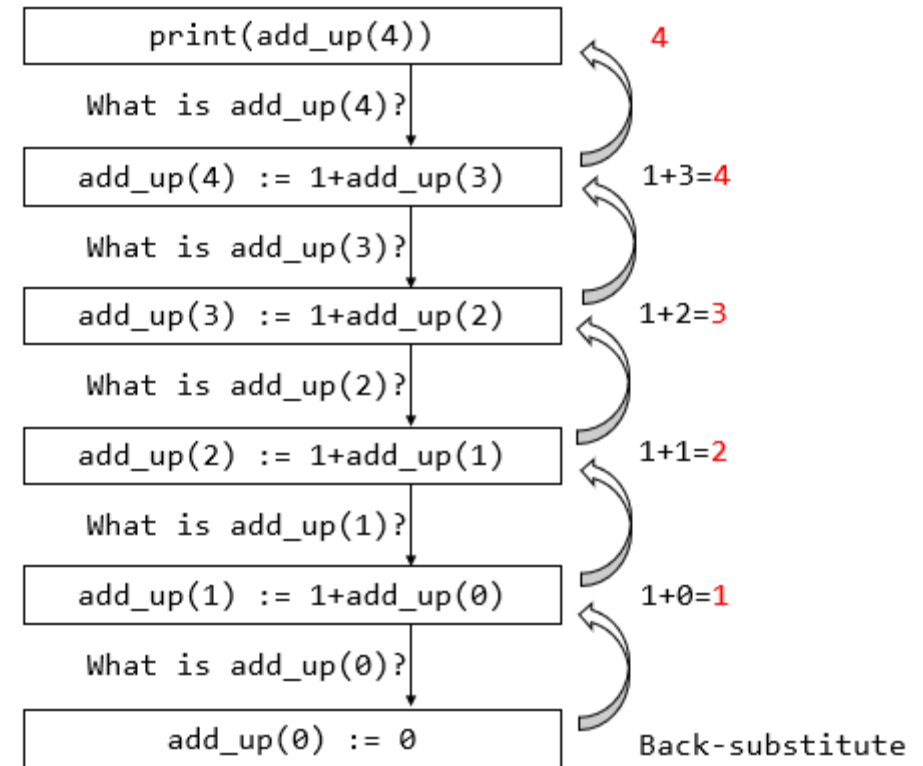 print(add_up(4))
4
What is add_up(4)?
add_up(4) := 1+add_up(3)
1+3=4
What is add_up(3)?
add_up(3) := 1+add_up(2)
1+2=3
What is add_up(2)?
add_up(2) := 1+add_up(1)
1+1=2
What is add_up(1)?
add_up(1) := 1+add_up(0)
1+0=1
What is add_up(0)?
add_up(0) := 0
Back-substitute